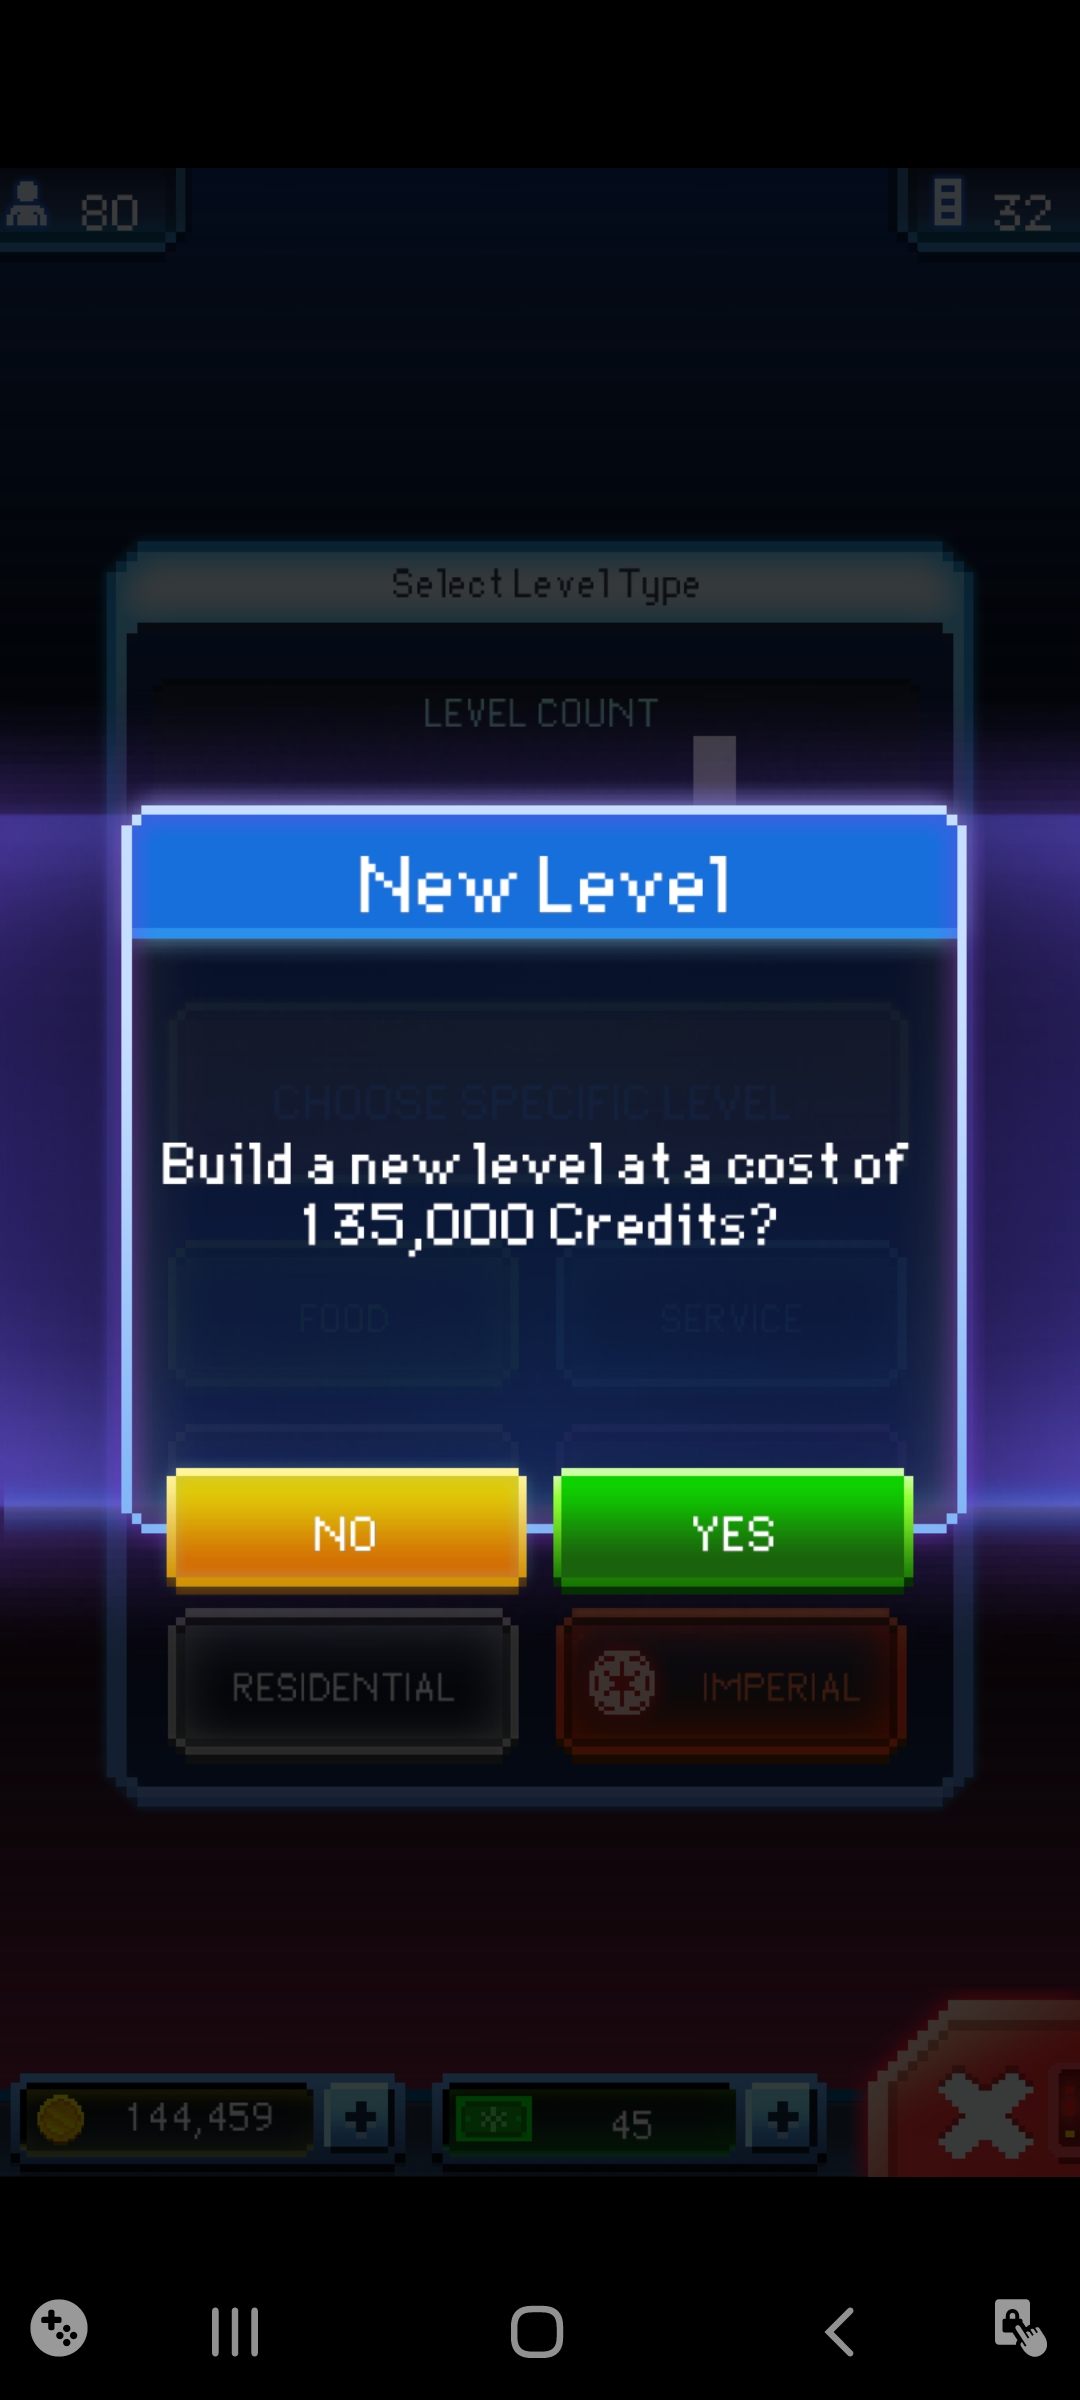 80
32
Select Level Type
LEVEL COUNT
New Level
CHOOSE SPECIFIC LEVEL
Build a new level at a cost of
135,000 Credits?
FOOD
SERVICE
NO
YES
RESIDENTIAL
IMPERIAL
144,459
45